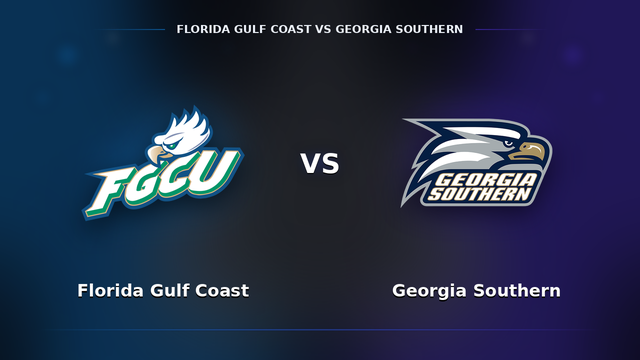 FLORIDA GULF COAST VS GEORGIA SOUTHERN
FGCU
VS
GEORGIA
SOUTHERN
Florida Gulf Coast
Georgia Southern